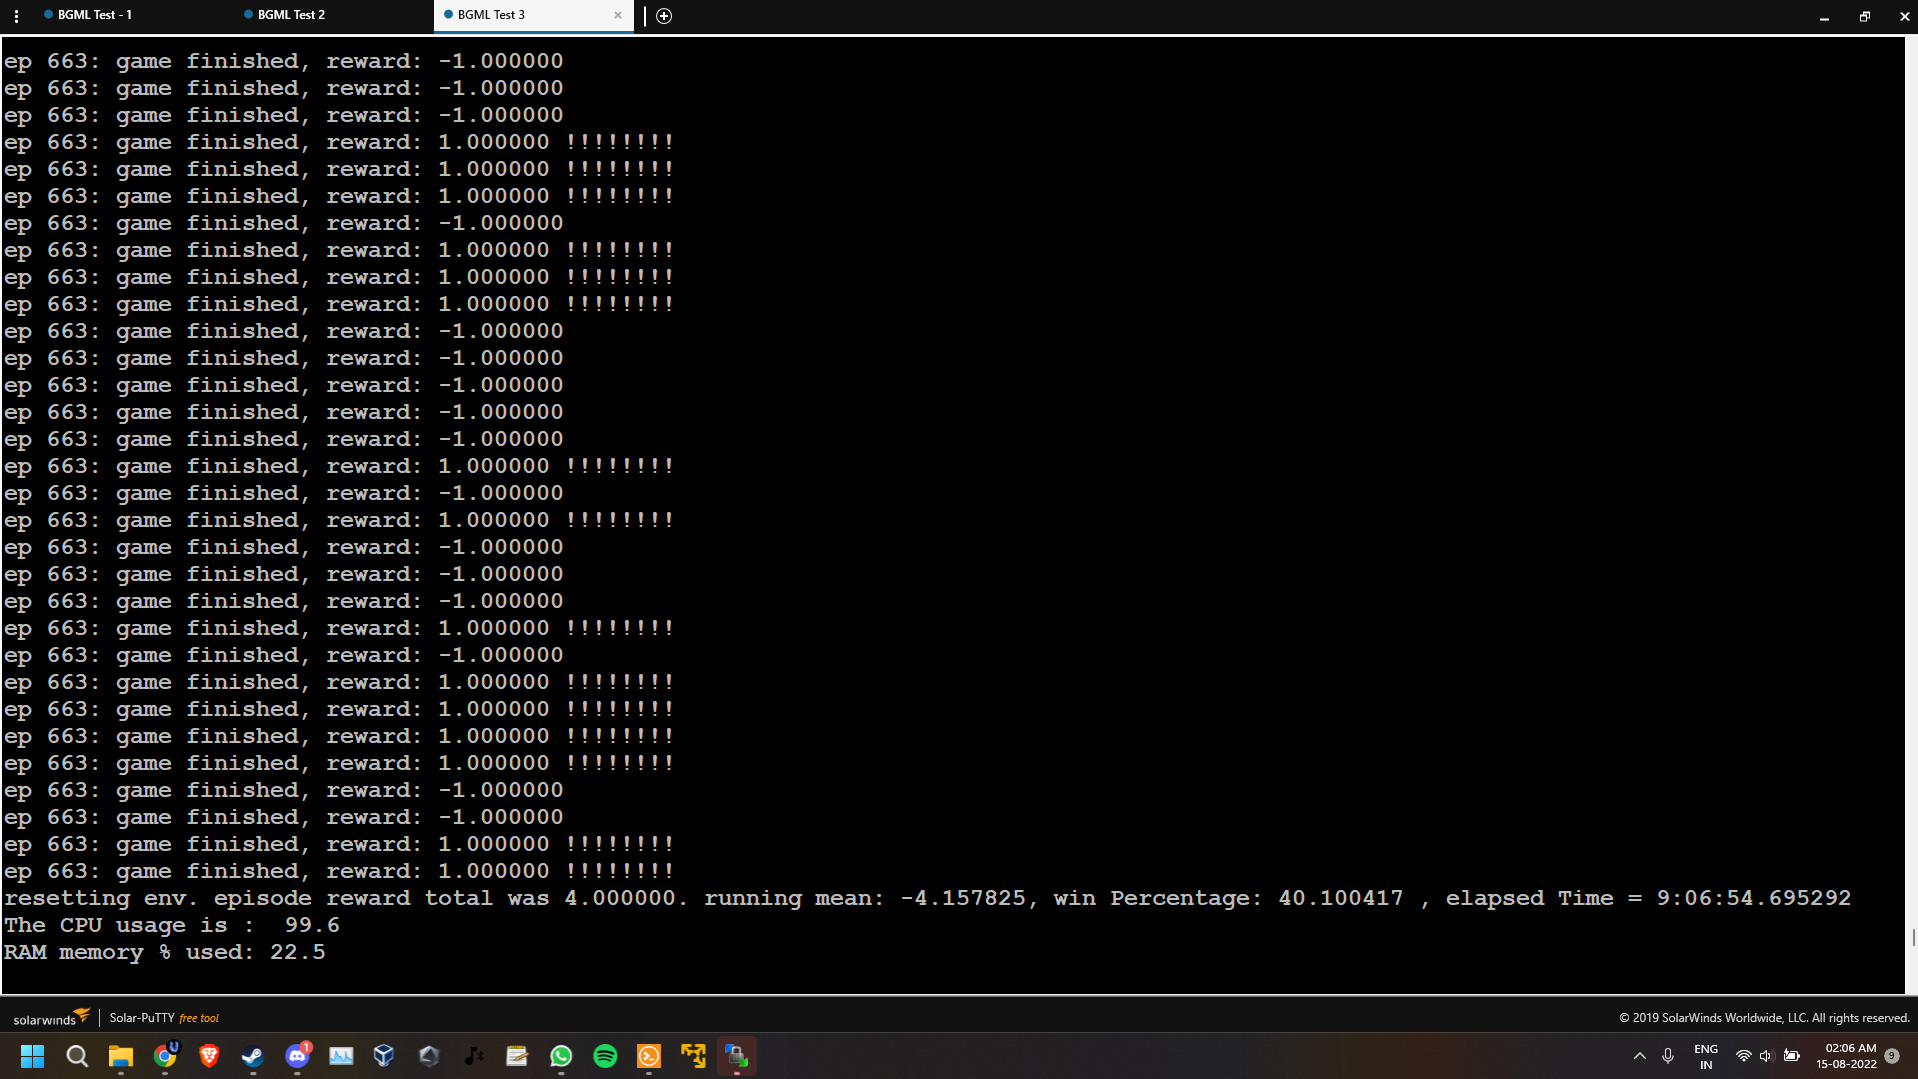 BGML Test - 1
BGML Test 2
BGML Test 3
ep 663: game finished, reward: -1.000000
ep 663: game finished, reward: -1.000000
ep 663: game finished, reward: -1.000000
ep 663: game finished, reward: 1.000000 !!!!!!!!
ep 663: game finished, reward: 1.000000 !!!!!!!!
ep 663: game finished, reward: 1.000000 !!!!!!!!
ep 663: game finished, reward: -1.000000
ep 663: game finished, reward: 1.000000 !!!!!!!!
ep 663: game finished, reward: 1.000000 !!!!!!!!
ep 663: game finished, reward: 1.000000 !!!!!!!!
ep 663: game finished, reward: -1.000000
ep 663: game finished, reward: -1.000000
ep 663: game finished, reward: -1.000000
ep 663: game finished, reward: -1.000000
ep 663: game finished, reward: -1.000000
ep 663: game finished, reward: 1.000000 !!!!!!!!
ep 663: game finished, reward: -1.000000
ep 663: game finished, reward: 1.000000 !!!!!!!!
ep 663: game finished, reward: -1.000000
ep 663: game finished, reward: -1.000000
ep 663: game finished, reward: -1.000000
ep 663: game finished, reward: 1.000000 !!!!!!!!
ep 663: game finished, reward: -1.000000
ep 663: game finished, reward: 1.000000 !!!!!!!!
ep 663: game finished, reward: 1.000000 !!!!!!!!
ep 663: game finished, reward: 1.000000 !!!!!!!!
ep 663: game finished, reward: 1.000000 !!!!!!!!
ep 663: game finished, reward: -1.000000
ep 663: game finished, reward: -1.000000
ep 663: game finished, reward: 1.000000 !!!!!!!!
ep 663: game finished, reward: 1.000000 !!!!!!!!
resetting env. episode reward total was 4.000000. running mean: -4.157825, win Percentage: 40.100417 , elapsed Time = 9:06:54.695292
The CPU usage is :  99.6
RAM memory % used: 22.5
solarwinds | Solar-PuTTY free tool
© 2019 SolarWinds Worldwide, LLC. All rights reserved.
1
ENG
IN
02:06 AM
15-08-2022
9